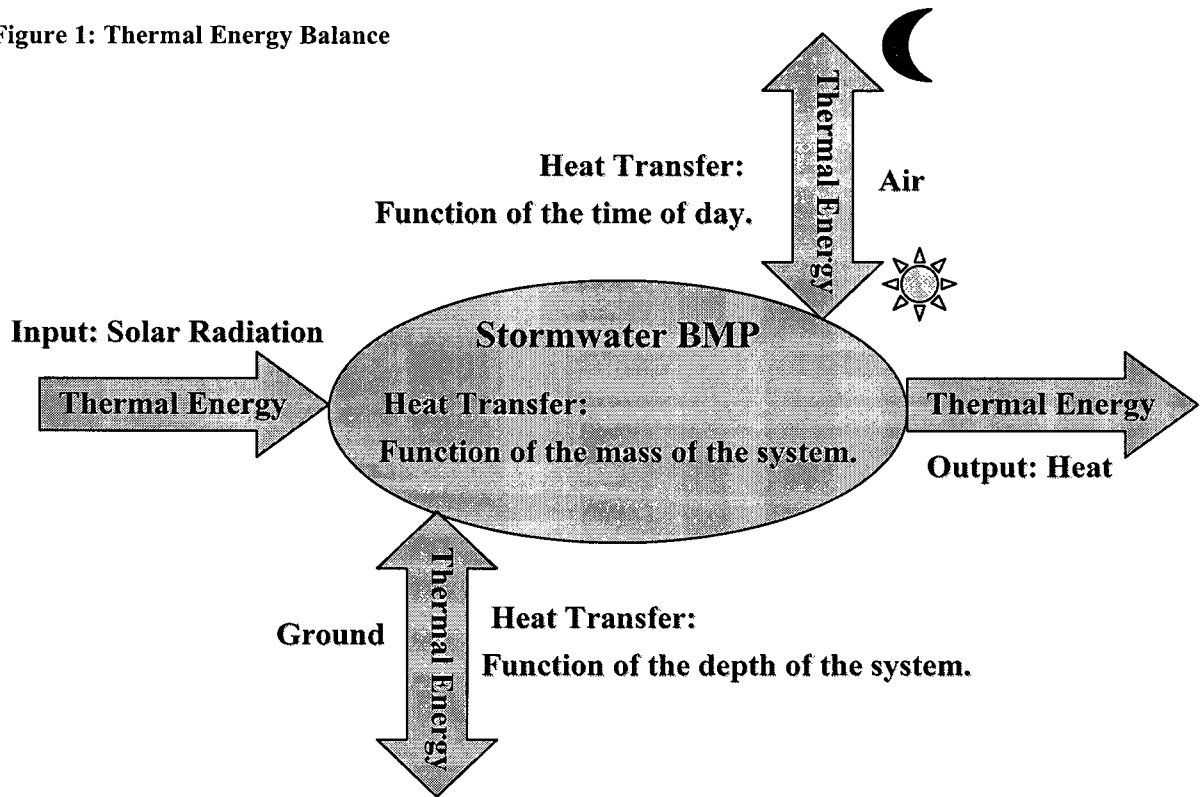 Figure 1: Thermal Energy Balance
Thermal Energy
Heat Transfer:
Function of the time of day.
Air
Input: Solar Radiation
Thermal Energy
Stormwater BMP
Heat Transfer:
Function of the mass of the system.
Thermal Energy
Output: Heat
Ground
Thermal Energy
Heat Transfer:
Function of the depth of the system.